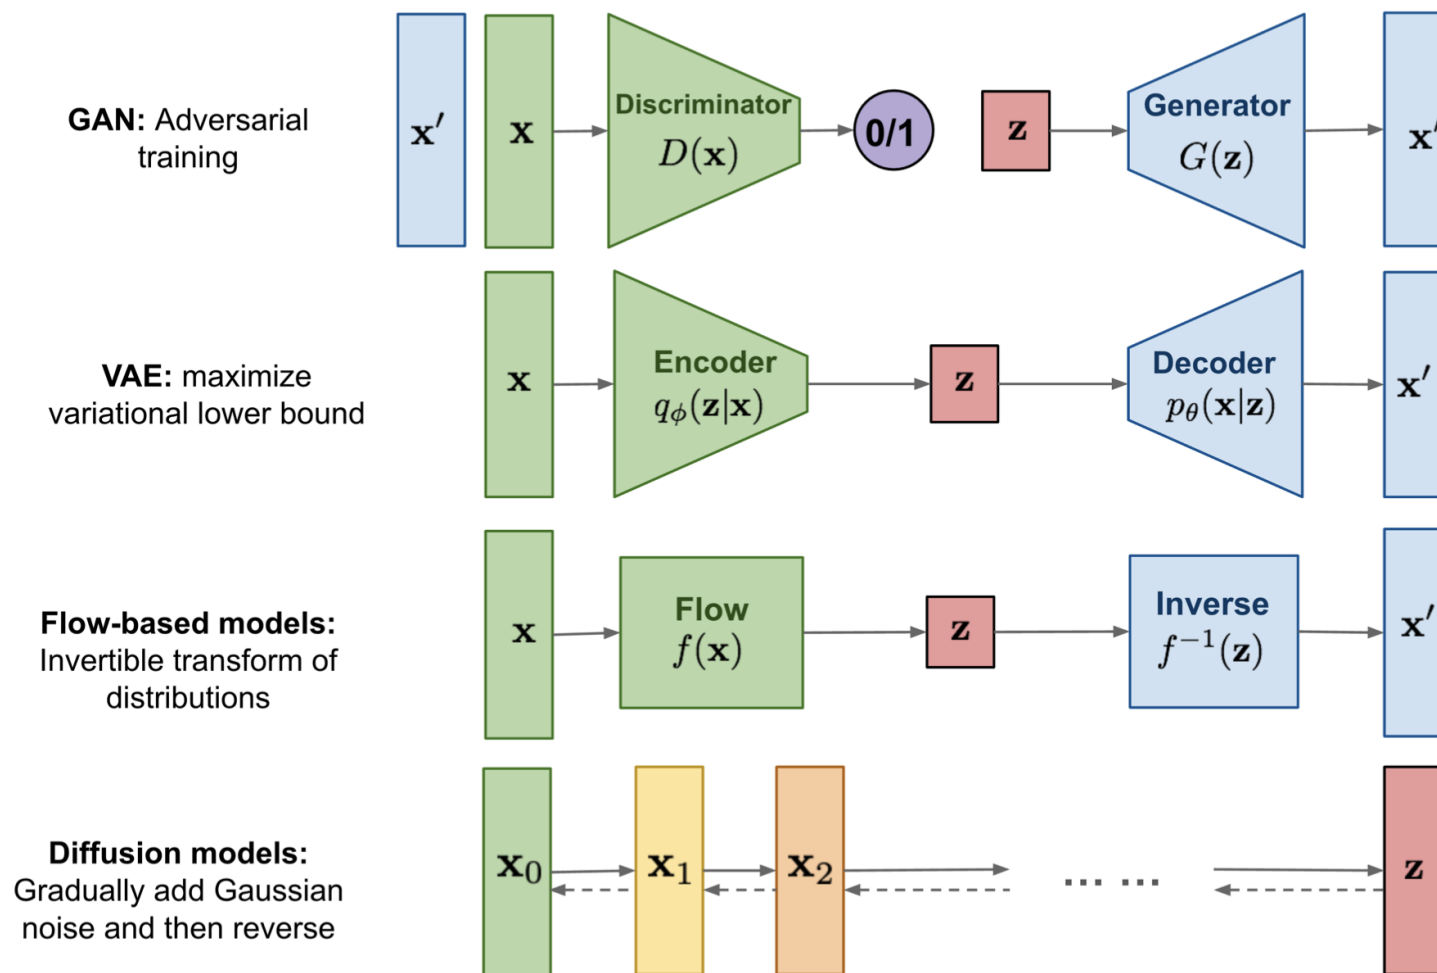 GAN: Adversarial
training
x′
x
Discriminator
D(x)
0/1
z
Generator
G(z)
x′
VAE: maximize
variational lower bound
x
Encoder
qϕ(z|x)
z
Decoder
pθ(x|z)
x′
Flow-based models:
Invertible transform of
distributions
x
Flow
f(x)
z
Inverse
f⁻¹(z)
x′
Diffusion models:
Gradually add Gaussian
noise and then reverse
x₀
x₁
x₂
... ...
z